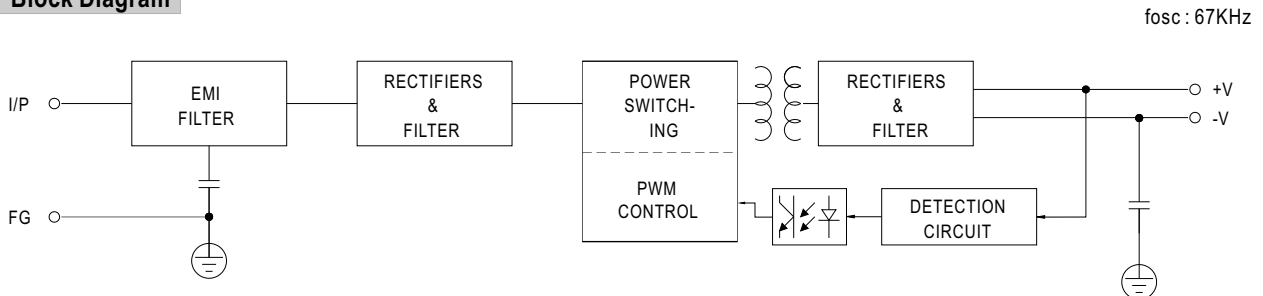 Block Diagram
fosc : 67KHz
I/P
EMI
FILTER
RECTIFIERS
&
FILTER
POWER
SWITCH-
ING
PWM
CONTROL
RECTIFIERS
&
FILTER
+V
-V
FG
DETECTION
CIRCUIT